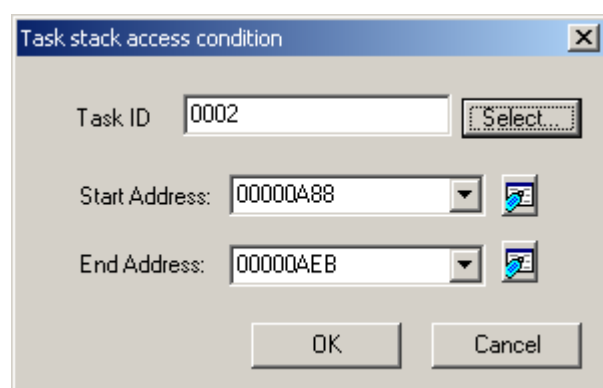 Task stack access condition
Task ID 0002 Select...
Start Address: 00000A88
End Address: 00000AEB
OK Cancel